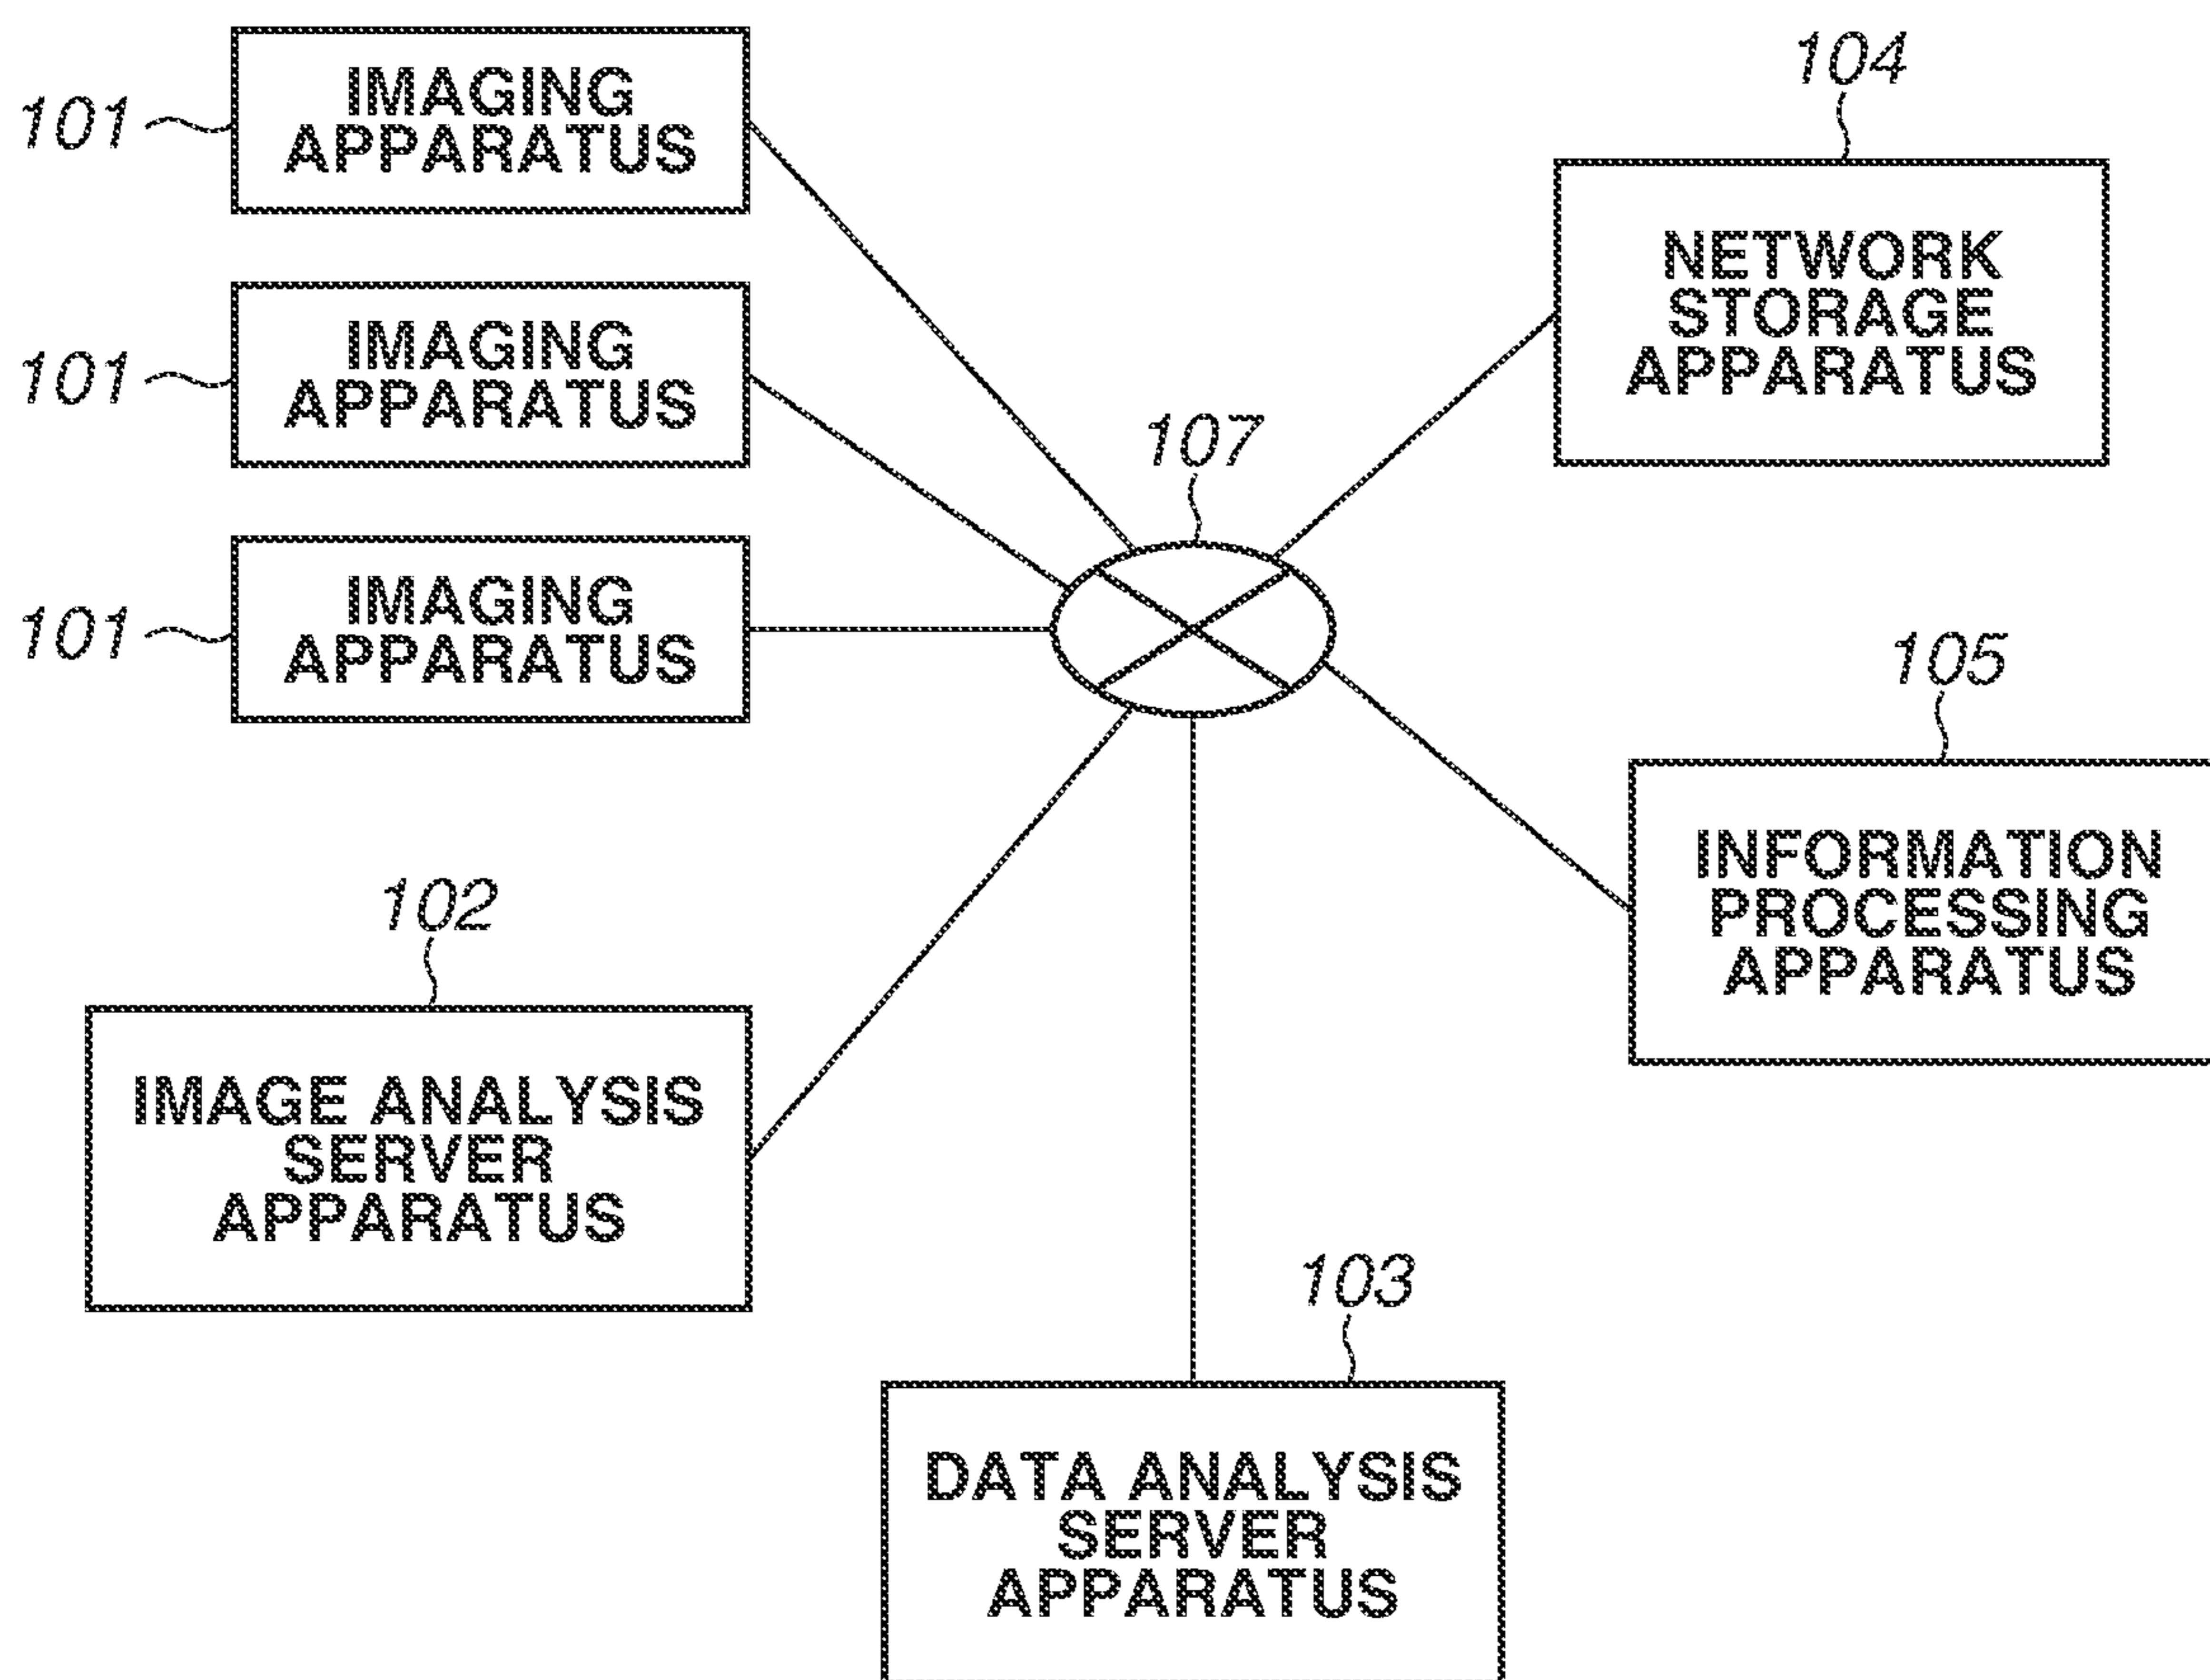 101
IMAGING
APPARATUS
104
NETWORK
STORAGE
APPARATUS
101
IMAGING
APPARATUS
107
101
IMAGING
APPARATUS
105
INFORMATION
PROCESSING
APPARATUS
102
IMAGE ANALYSIS
SERVER
APPARATUS
103
DATA ANALYSIS
SERVER
APPARATUS